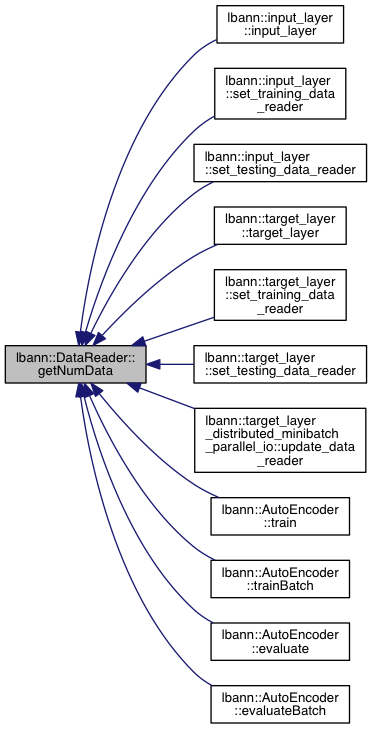 lbann::input_layer
::input_layer
lbann::input_layer
::set_training_data
_reader
lbann::input_layer
::set_testing_data_reader
lbann::target_layer
::target_layer
lbann::target_layer
::set_training_data
_reader
lbann::DataReader::
getNumData
lbann::target_layer
::set_testing_data_reader
lbann::target_layer
_distributed_minibatch
_parallel_io::update_data
_reader
lbann::AutoEncoder
::train
lbann::AutoEncoder
::trainBatch
lbann::AutoEncoder
::evaluate
lbann::AutoEncoder
::evaluateBatch